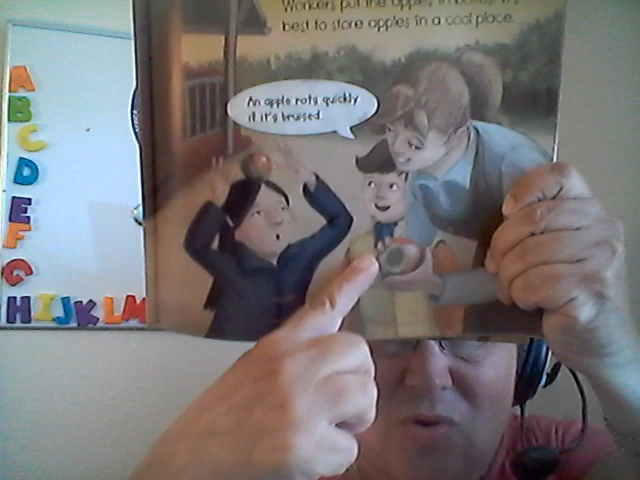 Workers put the apples in boxes. It's
best to store apples in a cool place.
An apple rots quickly
if it's bruised.
A
B
C
D
E
F
G
H I J K L M